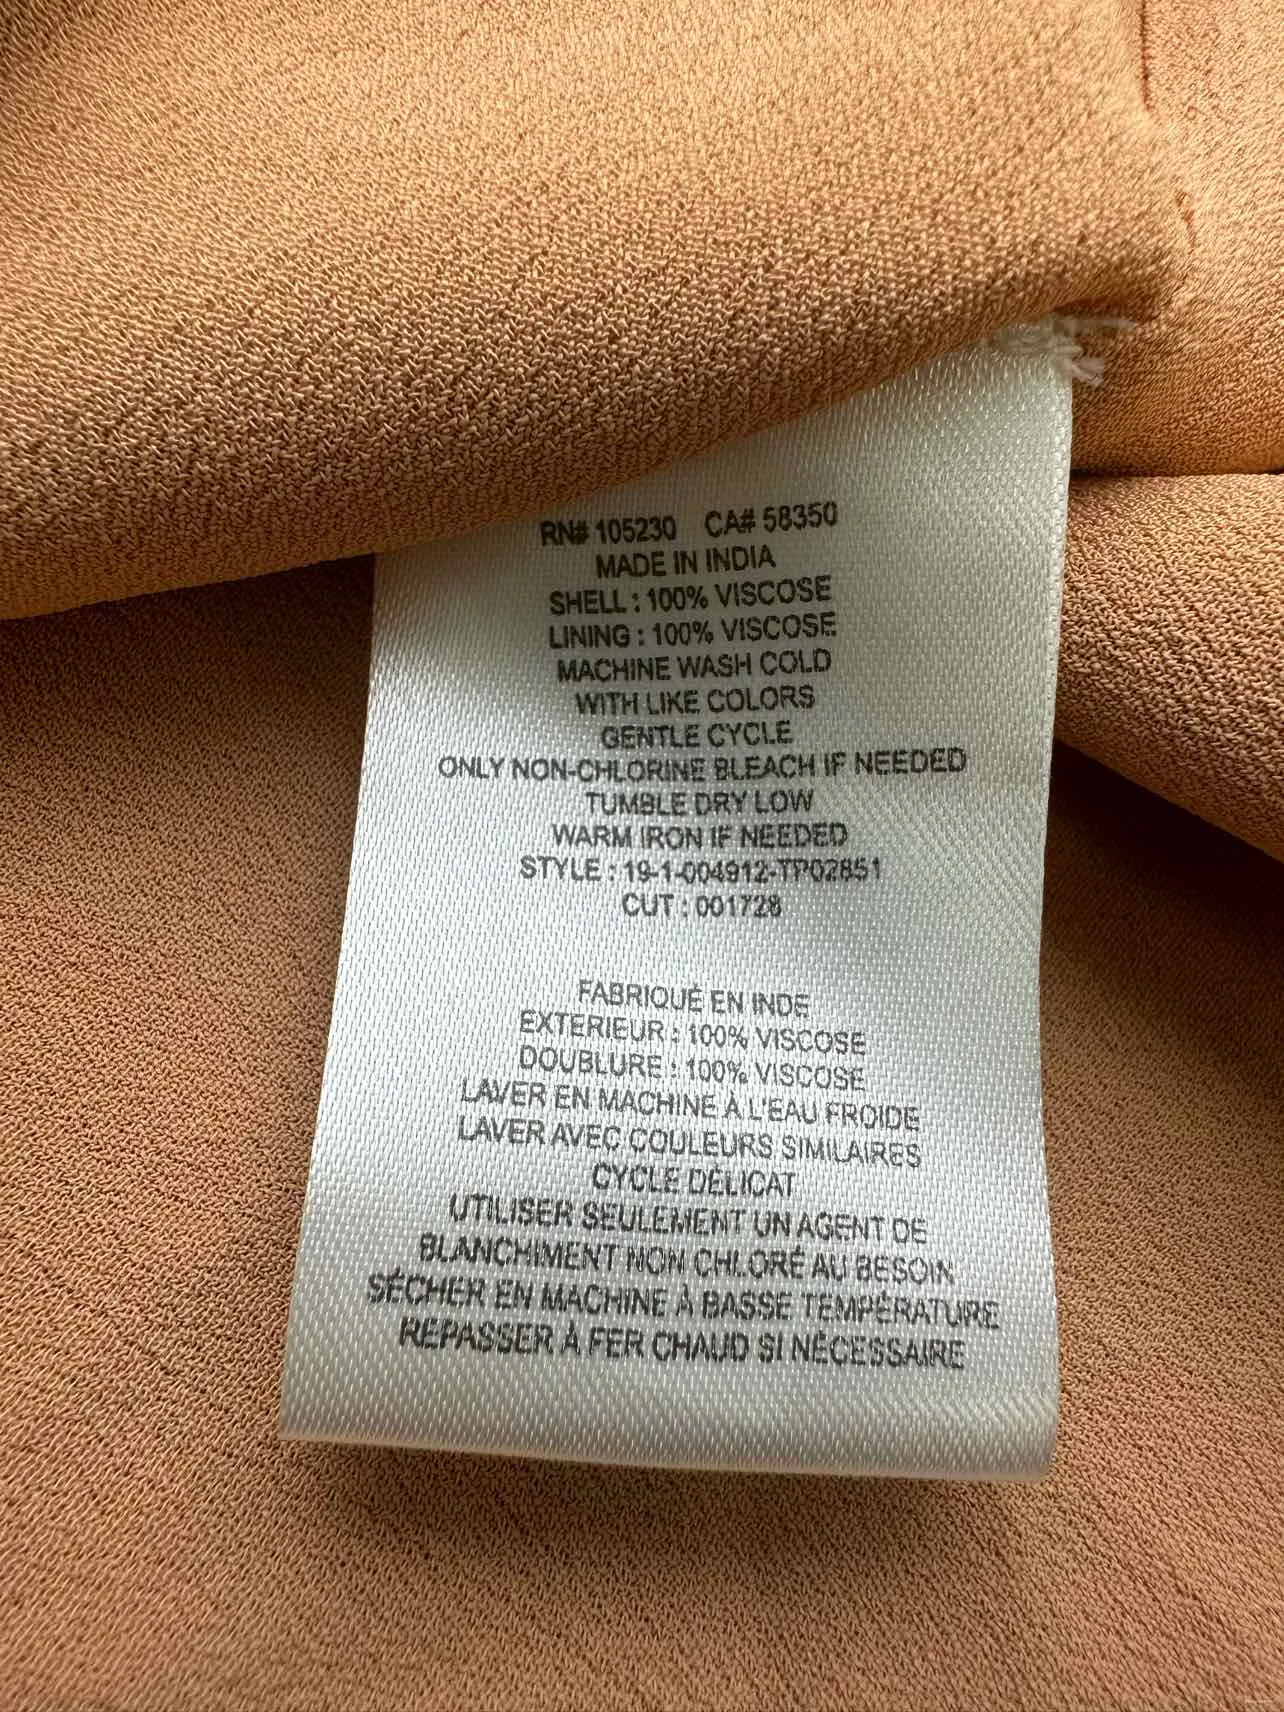 RN# 105230 CA# 58350
MADE IN INDIA
SHELL : 100% VISCOSE
LINING : 100% VISCOSE
MACHINE WASH COLD
WITH LIKE COLORS
GENTLE CYCLE
ONLY NON-CHLORINE BLEACH IF NEEDED
TUMBLE DRY LOW
WARM IRON IF NEEDED
STYLE : 19-1-004912-TP02851
CUT : 001728
FABRIQUÉ EN INDE
EXTERIEUR : 100% VISCOSE
DOUBLURE : 100% VISCOSE
LAVER EN MACHINE À L'EAU FROIDE
LAVER AVEC COULEURS SIMILAIRES
CYCLE DÉLICAT
UTILISER SEULEMENT UN AGENT DE
BLANCHIMENT NON CHLORÉ AU BESOIN
SÉCHER EN MACHINE À BASSE TEMPÉRATURE
REPASSER À FER CHAUD SI NÉCESSAIRE